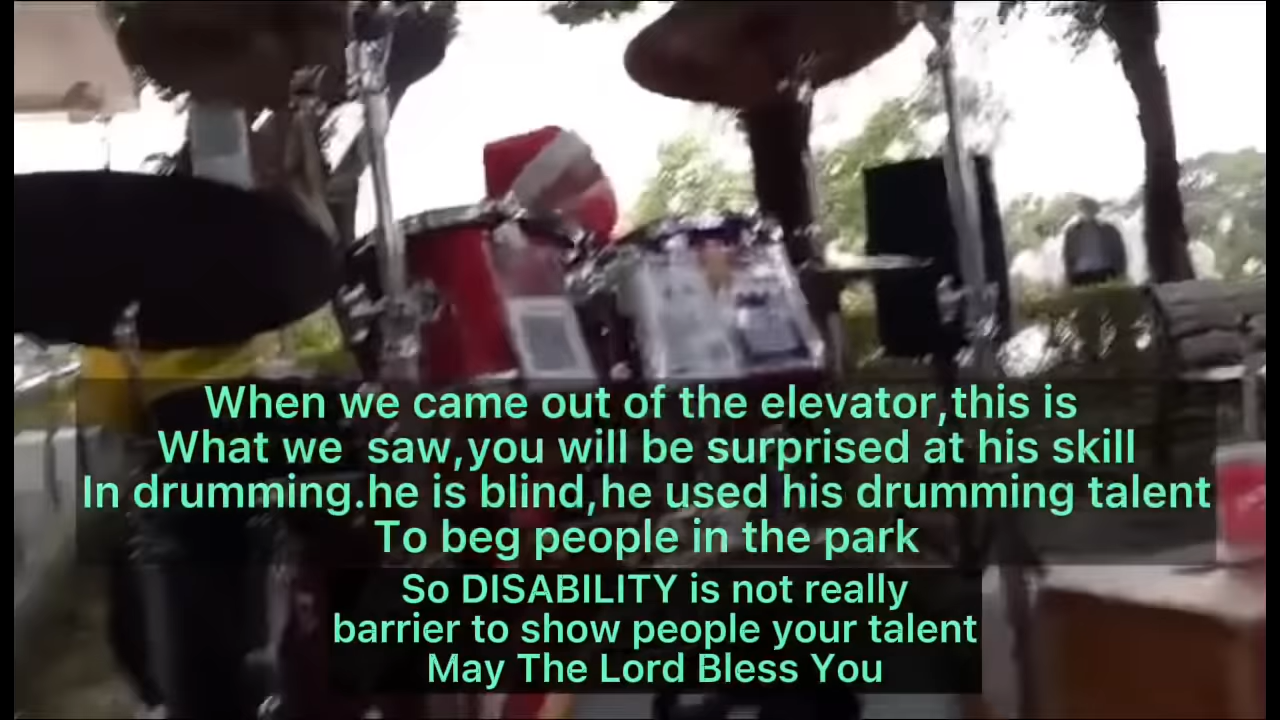 When we came out of the elevator,this is
What we  saw,you will be surprised at his skill
In drumming.he is blind,he used his drumming talent
To beg people in the park
So DISABILITY is not really
barrier to show people your talent
May The Lord Bless You